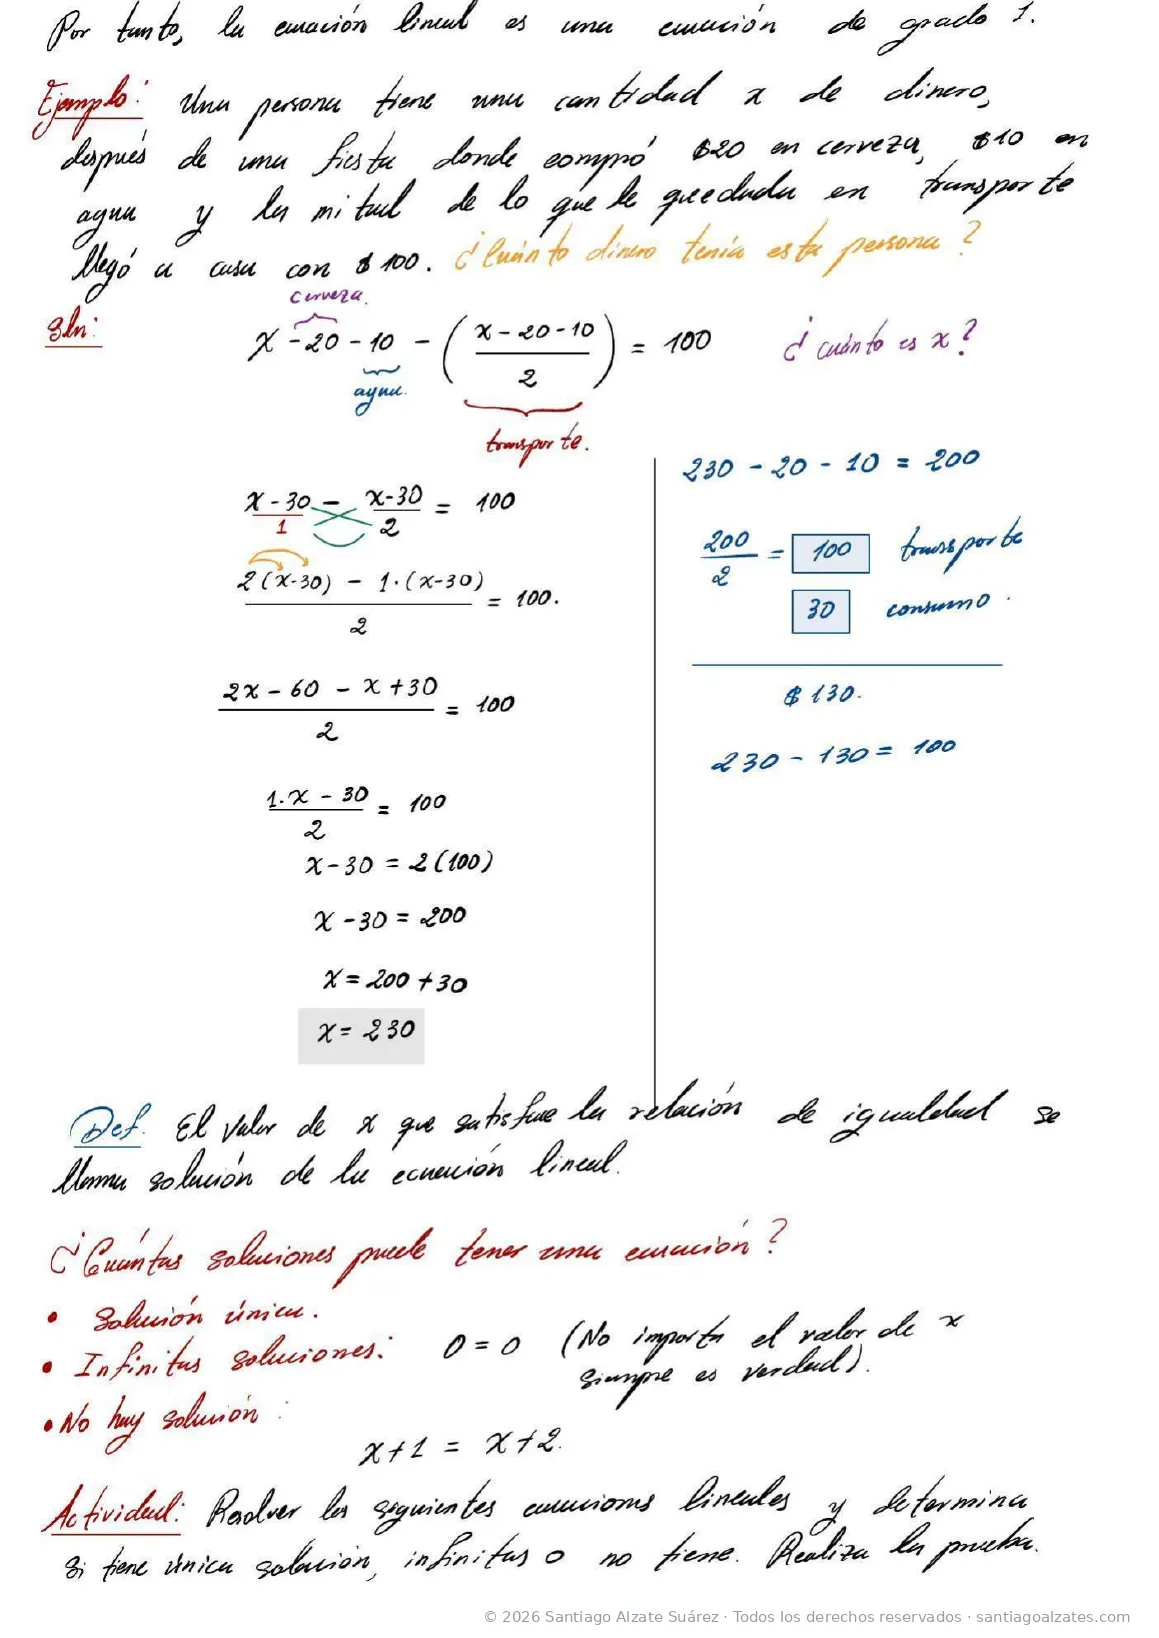 Por tanto, la ecuación lineal es una ecuación de grado 1.
Ejemplo: Una persona tiene una cantidad x de dinero,
después de una fiesta donde compró $20 en cerveza, $10 en
agua y la mitad de lo que le quedada en transporte
llegó a casa con $100. ¿Cuánto dinero tenía esta persona?
cerveza.
Sln:
x - 20 - 10 - ( (x - 20 - 10) / 2 ) = 100 ¿cuánto es x?
agua.
transporte.
(x - 30) / 1 - (x - 30) / 2 = 100
(2(x - 30) - 1·(x - 30)) / 2 = 100.
(2x - 60 - x + 30) / 2 = 100
(1·x - 30) / 2 = 100
x - 30 = 2(100)
x - 30 = 200
x = 200 + 30
x = 230
230 - 20 - 10 = 200
200 / 2 = 100 transporte
30 consumo.
$130.
230 - 130 = 100
Def. El valor de x que satisface la relación de igualdad se
llama solución de la ecuación lineal.
¿Cuántas soluciones puede tener una ecuación?
• Solución única.
• Infinitas soluciones: 0 = 0 (No importa el valor de x
siempre es verdad).
• No hay solución:
x + 1 = x + 2.
Actividad: Resolver las siguientes ecuaciones lineales y determina
si tiene única solución, infinitas o no tiene. Realiza la prueba.
© 2026 Santiago Alzate Suárez · Todos los derechos reservados · santiagoalzates.com